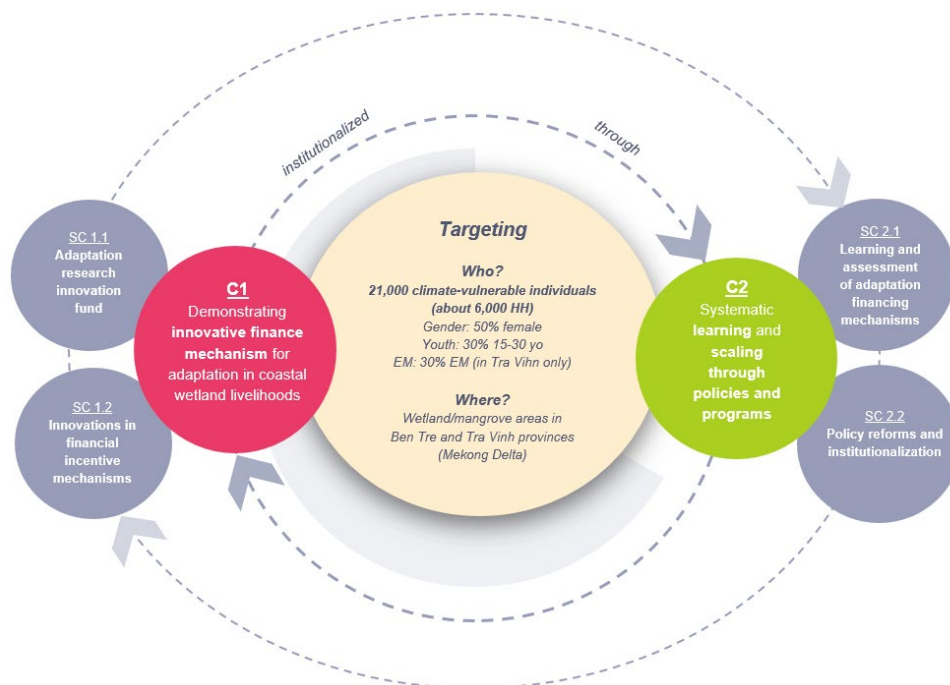 institutionalized
through
SC 1.1
Adaptation
research
innovation
fund
SC 1.2
Innovations in
financial
incentive
mechanisms
C1
Demonstrating
innovative finance
mechanism for
adaptation in coastal
wetland livelihoods
Targeting
Who?
21,000 climate-vulnerable individuals
(about 6,000 HH)
Gender: 50% female
Youth: 30% 15-30 yo
EM: 30% EM (in Tra Vihn only)
Where?
Wetland/mangrove areas in
Ben Tre and Tra Vinh provinces
(Mekong Delta)
C2
Systematic
learning and
scaling
through
policies and
programs
SC 2.1
Learning and
assessment
of adaptation
financing
mechanisms
SC 2.2
Policy reforms and
institutionalization